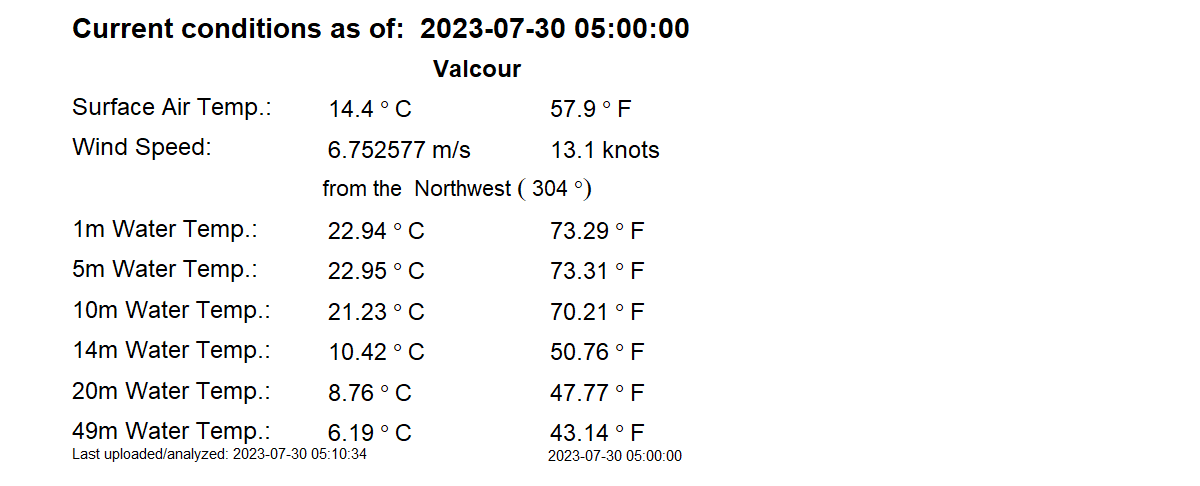 Current conditions as of: 2023-07-30 05:00:00
Valcour
Surface Air Temp.: 14.4 ° C 57.9 ° F
Wind Speed: 6.752577 m/s 13.1 knots
from the Northwest ( 304 °)
1m Water Temp.: 22.94 ° C 73.29 ° F
5m Water Temp.: 22.95 ° C 73.31 ° F
10m Water Temp.: 21.23 ° C 70.21 ° F
14m Water Temp.: 10.42 ° C 50.76 ° F
20m Water Temp.: 8.76 ° C 47.77 ° F
49m Water Temp.: 6.19 ° C 43.14 ° F
Last uploaded/analyzed: 2023-07-30 05:10:34 2023-07-30 05:00:00